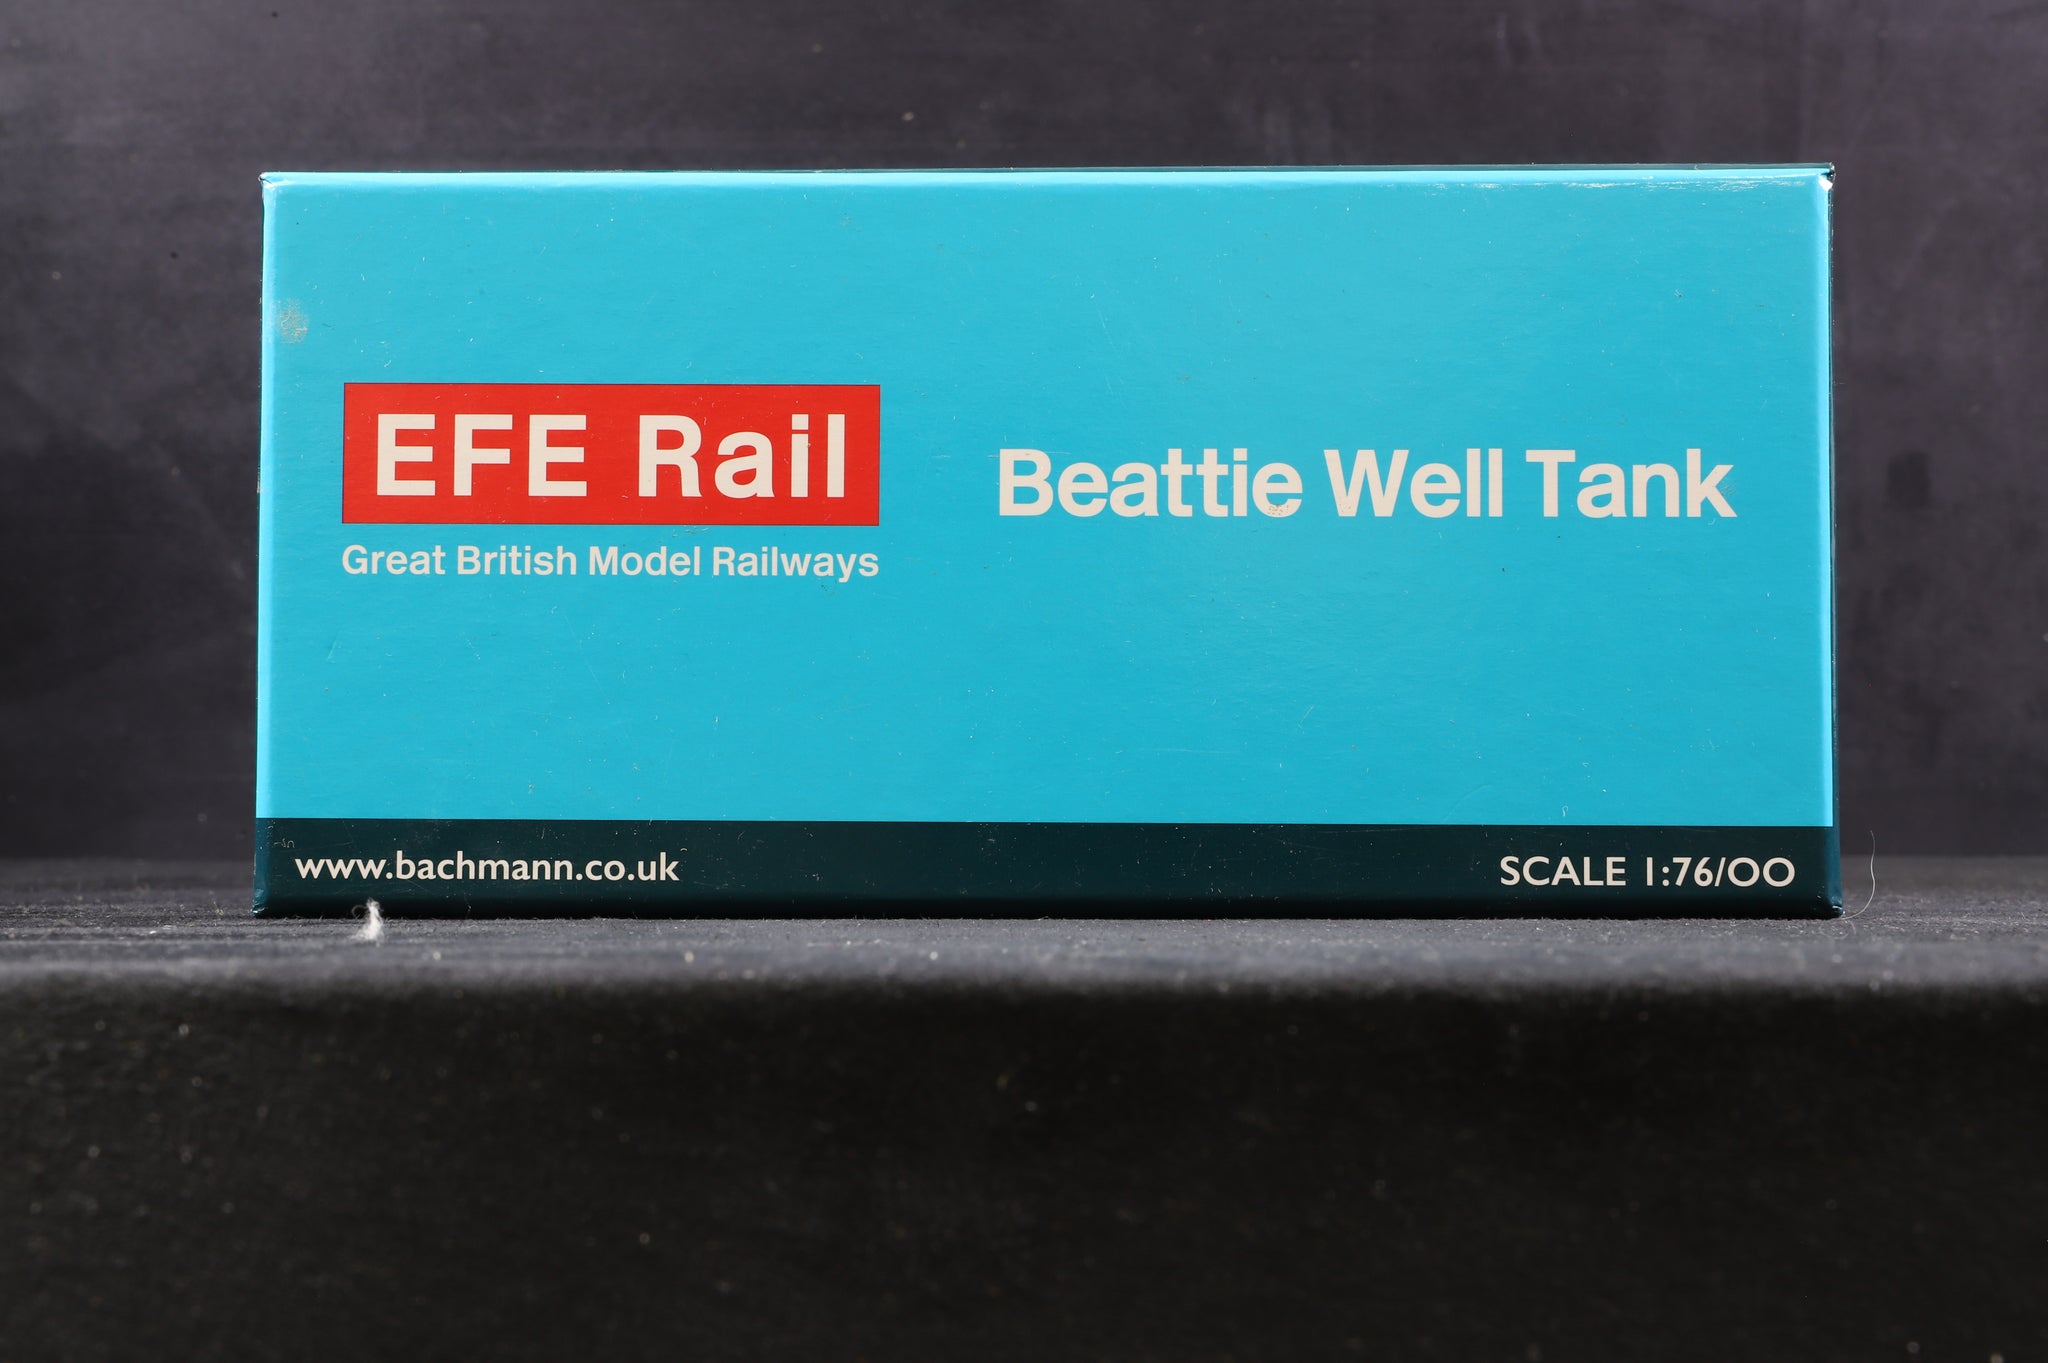 EFE Rail
Great British Model Railways
Beattie Well Tank
www.bachmann.co.uk
SCALE 1:76/OO